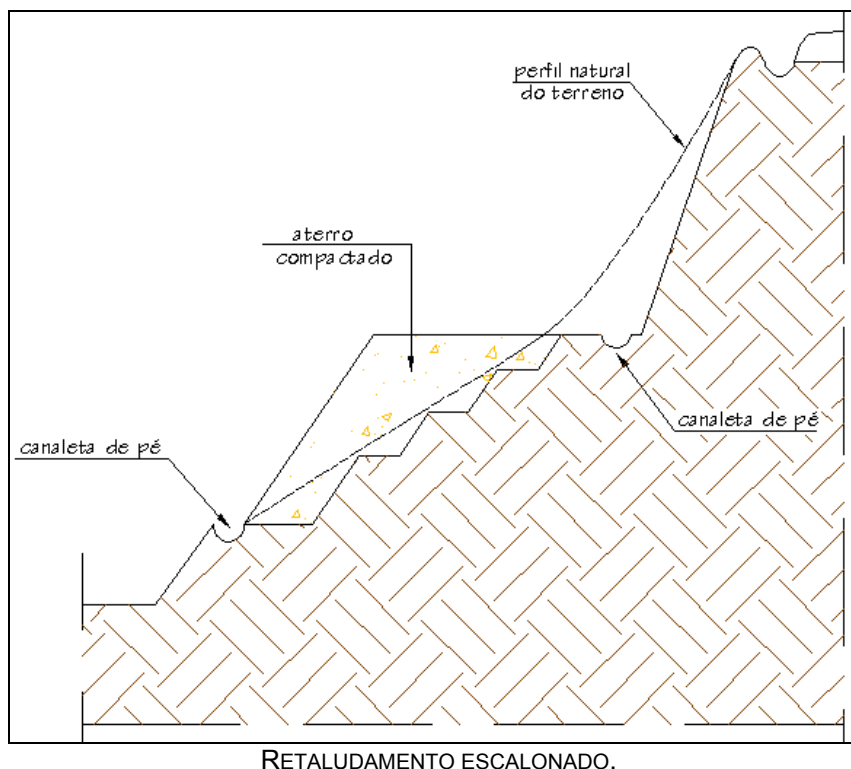 perfil natural
do terreno
aterro
compactado
canaleta de pé
canaleta de pé
RETALUDAMENTO ESCALONADO.